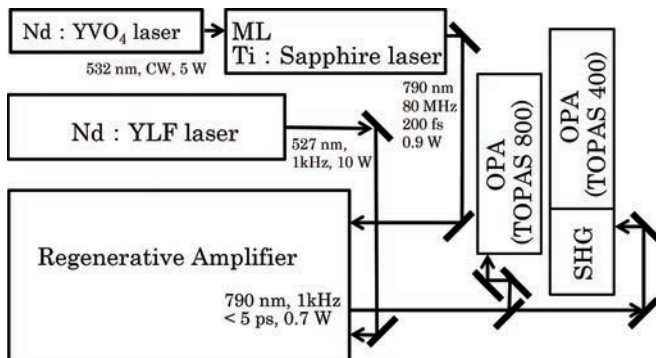 Nd : YVO₄ laser
532 nm, CW, 5 W
ML
Ti : Sapphire laser
790 nm
80 MHz
200 fs
0.9 W
Nd : YLF laser
527 nm,
1kHz, 10 W
Regenerative Amplifier
790 nm, 1kHz
< 5 ps, 0.7 W
OPA
(TOPAS 800)
OPA
(TOPAS 400)
SHG